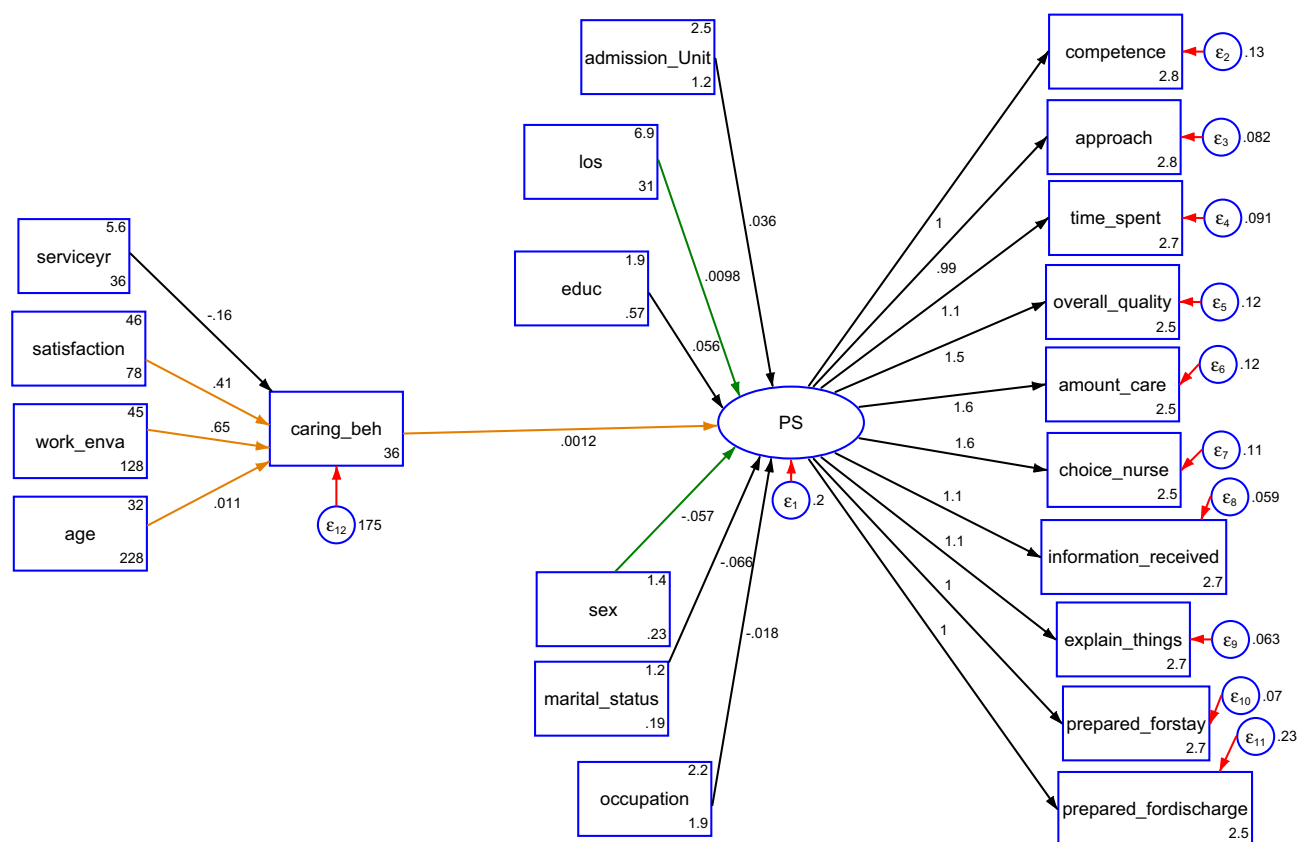 5.6
serviceyr
36
-.16
46
satisfaction
78
.41
45
work_enva
128
.65
32
age
228
.011
caring_beh
36
ε12 175
.0012
2.5
admission_Unit
1.2
.036
6.9
los
31
.0098
1.9
educ
.57
.056
PS
ε1 .2
1.4
sex
.23
-.057
1.2
marital_status
.19
-.066
2.2
occupation
1.9
-.018
1
competence
2.8
ε2 .13
.99
approach
2.8
ε3 .082
1.1
time_spent
2.7
ε4 .091
1.5
overall_quality
2.5
ε5 .12
1.6
amount_care
2.5
ε6 .12
1.6
choice_nurse
2.5
ε7 .11
1.1
information_received
2.7
ε8 .059
1.1
explain_things
2.7
ε9 .063
1
prepared_forstay
2.7
ε10 .07
1
prepared_fordischarge
2.5
ε11 .23